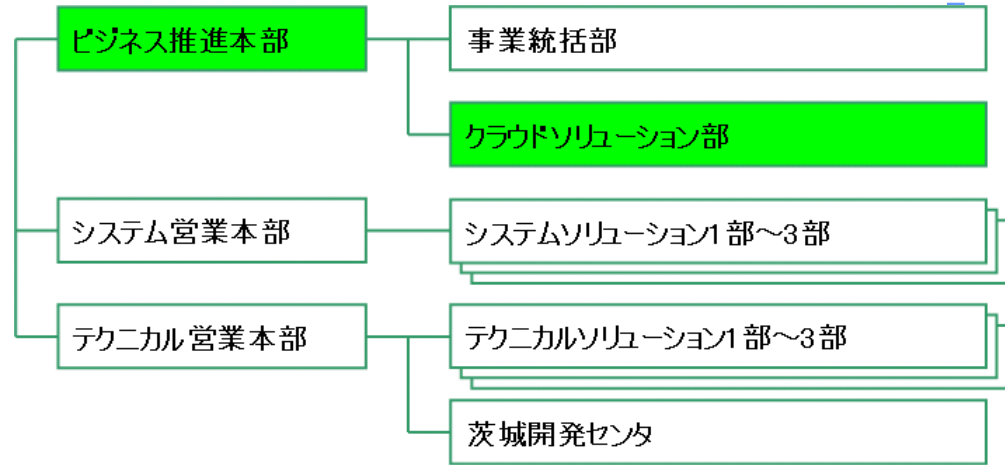 ビジネス推進本部
事業統括部
クラウドソリューション部
システム営業本部
システムソリューション1部~3部
テクニカル営業本部
テクニカルソリューション1部~3部
茨城開発センタ